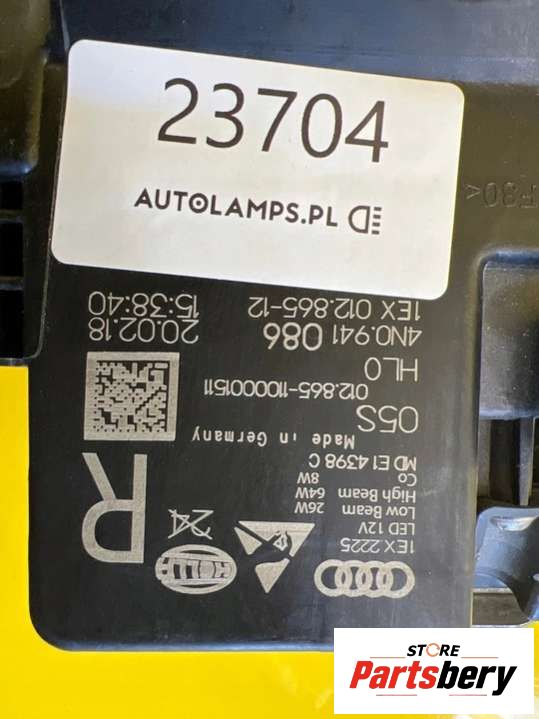 23704
AUTOLAMPS.PL
1EX 2225
LED 12V
Low Beam 26W
High Beam 64W
Co 8W
MD E1 4398 C
R
HELLA
Made in Germany
05S
012.865-1100001511
HL0
4N0.941 086
1EX 012.865-12
20.02.18
15:38:40
STORE
Partsbery